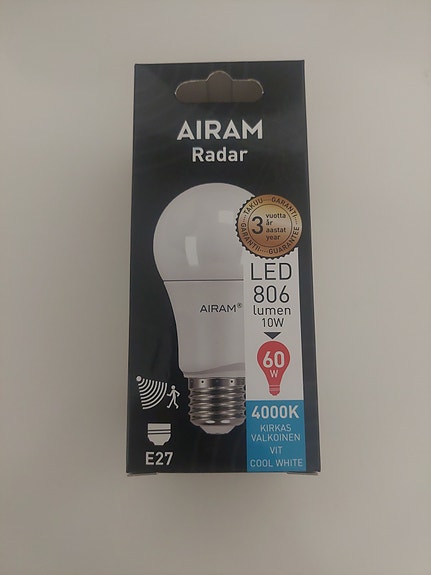 AIRAM
Radar
TAKUU
GARANTI
3 vuotta
år
aastat
year
GARANTII
GUARANTEE
LED
806
lumen
10W
AIRAM®
60
W
4000K
KIRKAS
VALKOINEN
VIT
COOL WHITE
E27